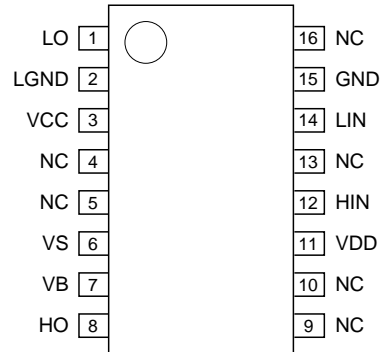 LO 1 16 NC
LGND 2 15 GND
VCC 3 14 LIN
NC 4 13 NC
NC 5 12 HIN
VS 6 11 VDD
VB 7 10 NC
HO 8 9 NC